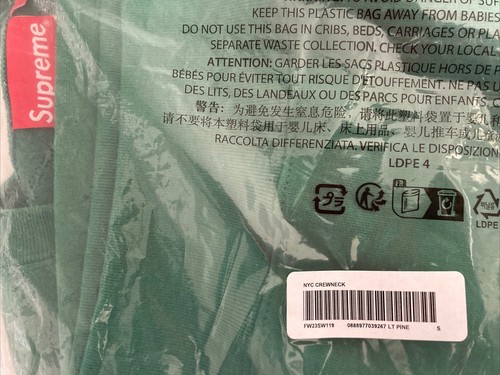 Supreme
KEEP THIS PLASTIC BAG AWAY FROM BABIES
DO NOT USE THIS BAG IN CRIBS, BEDS, CARRIAGES OR PLA
SEPARATE WASTE COLLECTION. CHECK YOUR LOCAL
ATTENTION: GARDER LES SACS PLASTIQUE HORS DE P
BÉBÉS POUR ÉVITER TOUT RISQUE D'ÉTOUFFEMENT. NE PAS U
DES LITS, DES LANDEAUX OU DES PARCS POUR ENFANTS.
警告: 为避免发生窒息危险, 请将此塑料袋置于婴儿和
请不要将本塑料袋用于婴儿床、床上用品、婴儿推车或儿童
RACCOLTA DIFFERENZIATA. VERIFICA LE DISPOSIZION
LDPE 4
LDPE
NYC CREWNECK
FW23SW119 0888977039267 LT PINE S